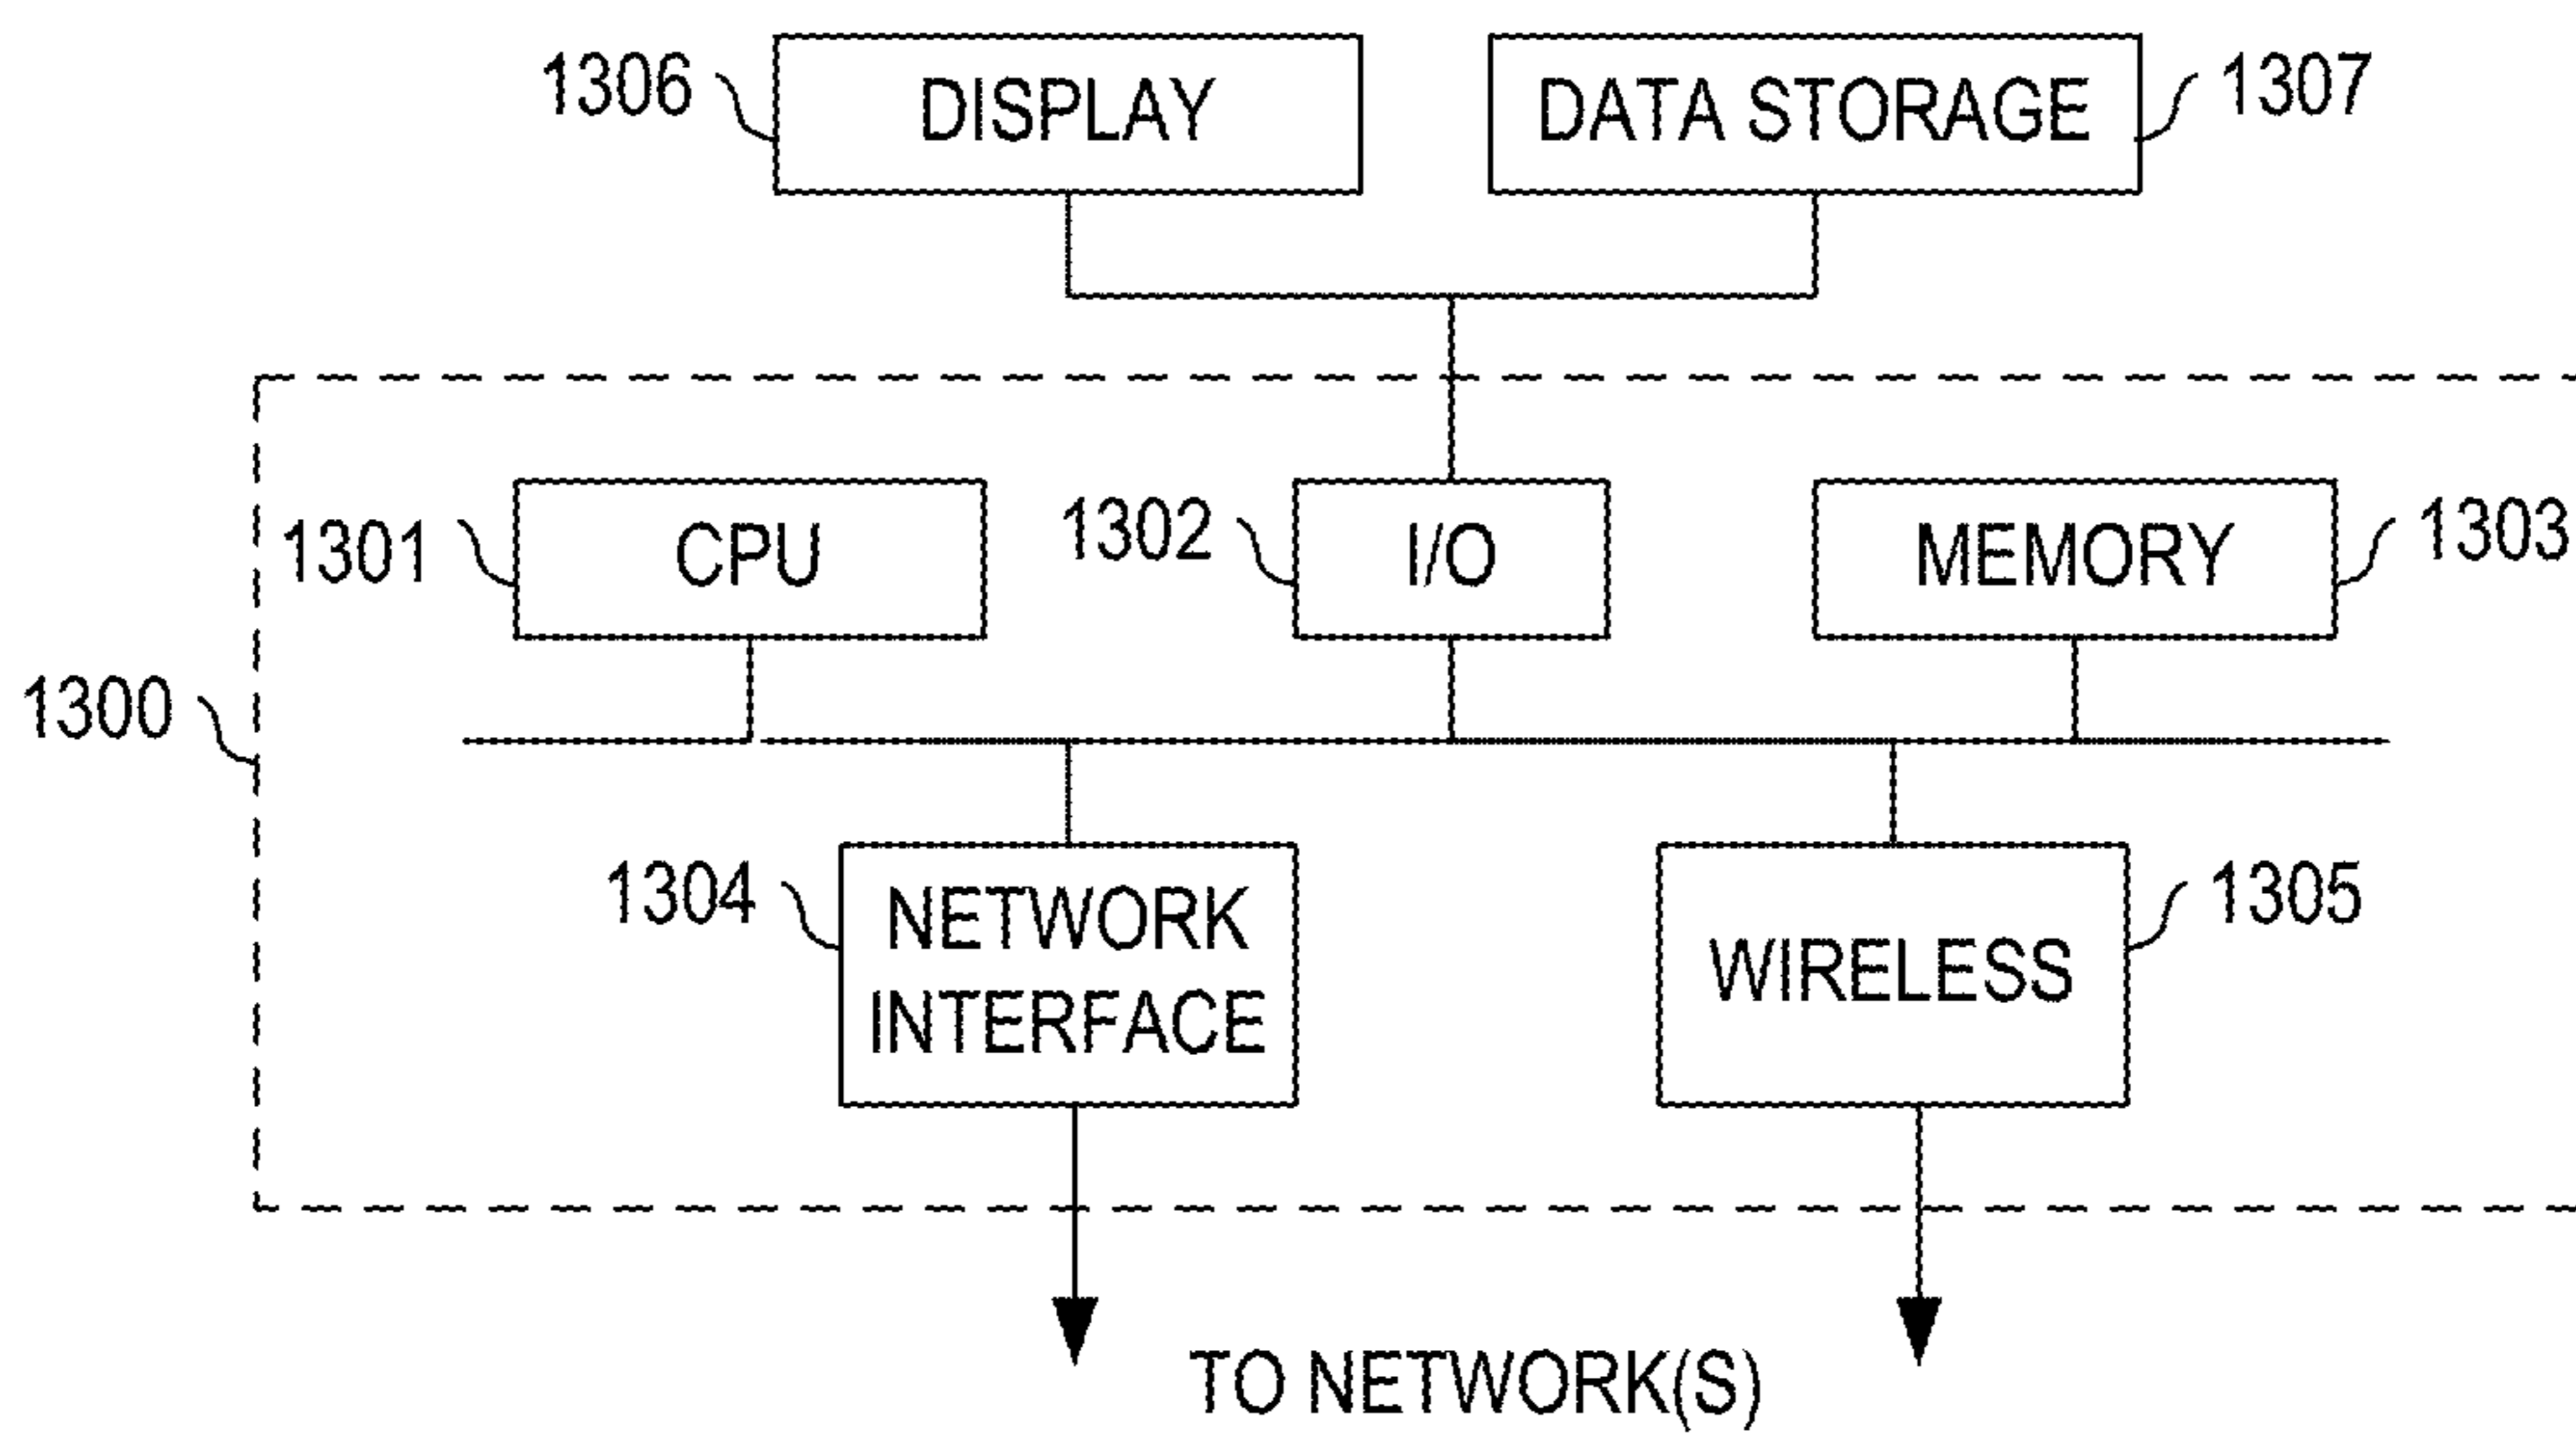 1306
DISPLAY
DATA STORAGE
1307
1301
CPU
1302
I/O
MEMORY
1303
1300
1304
NETWORK
INTERFACE
WIRELESS
1305
TO NETWORK(S)